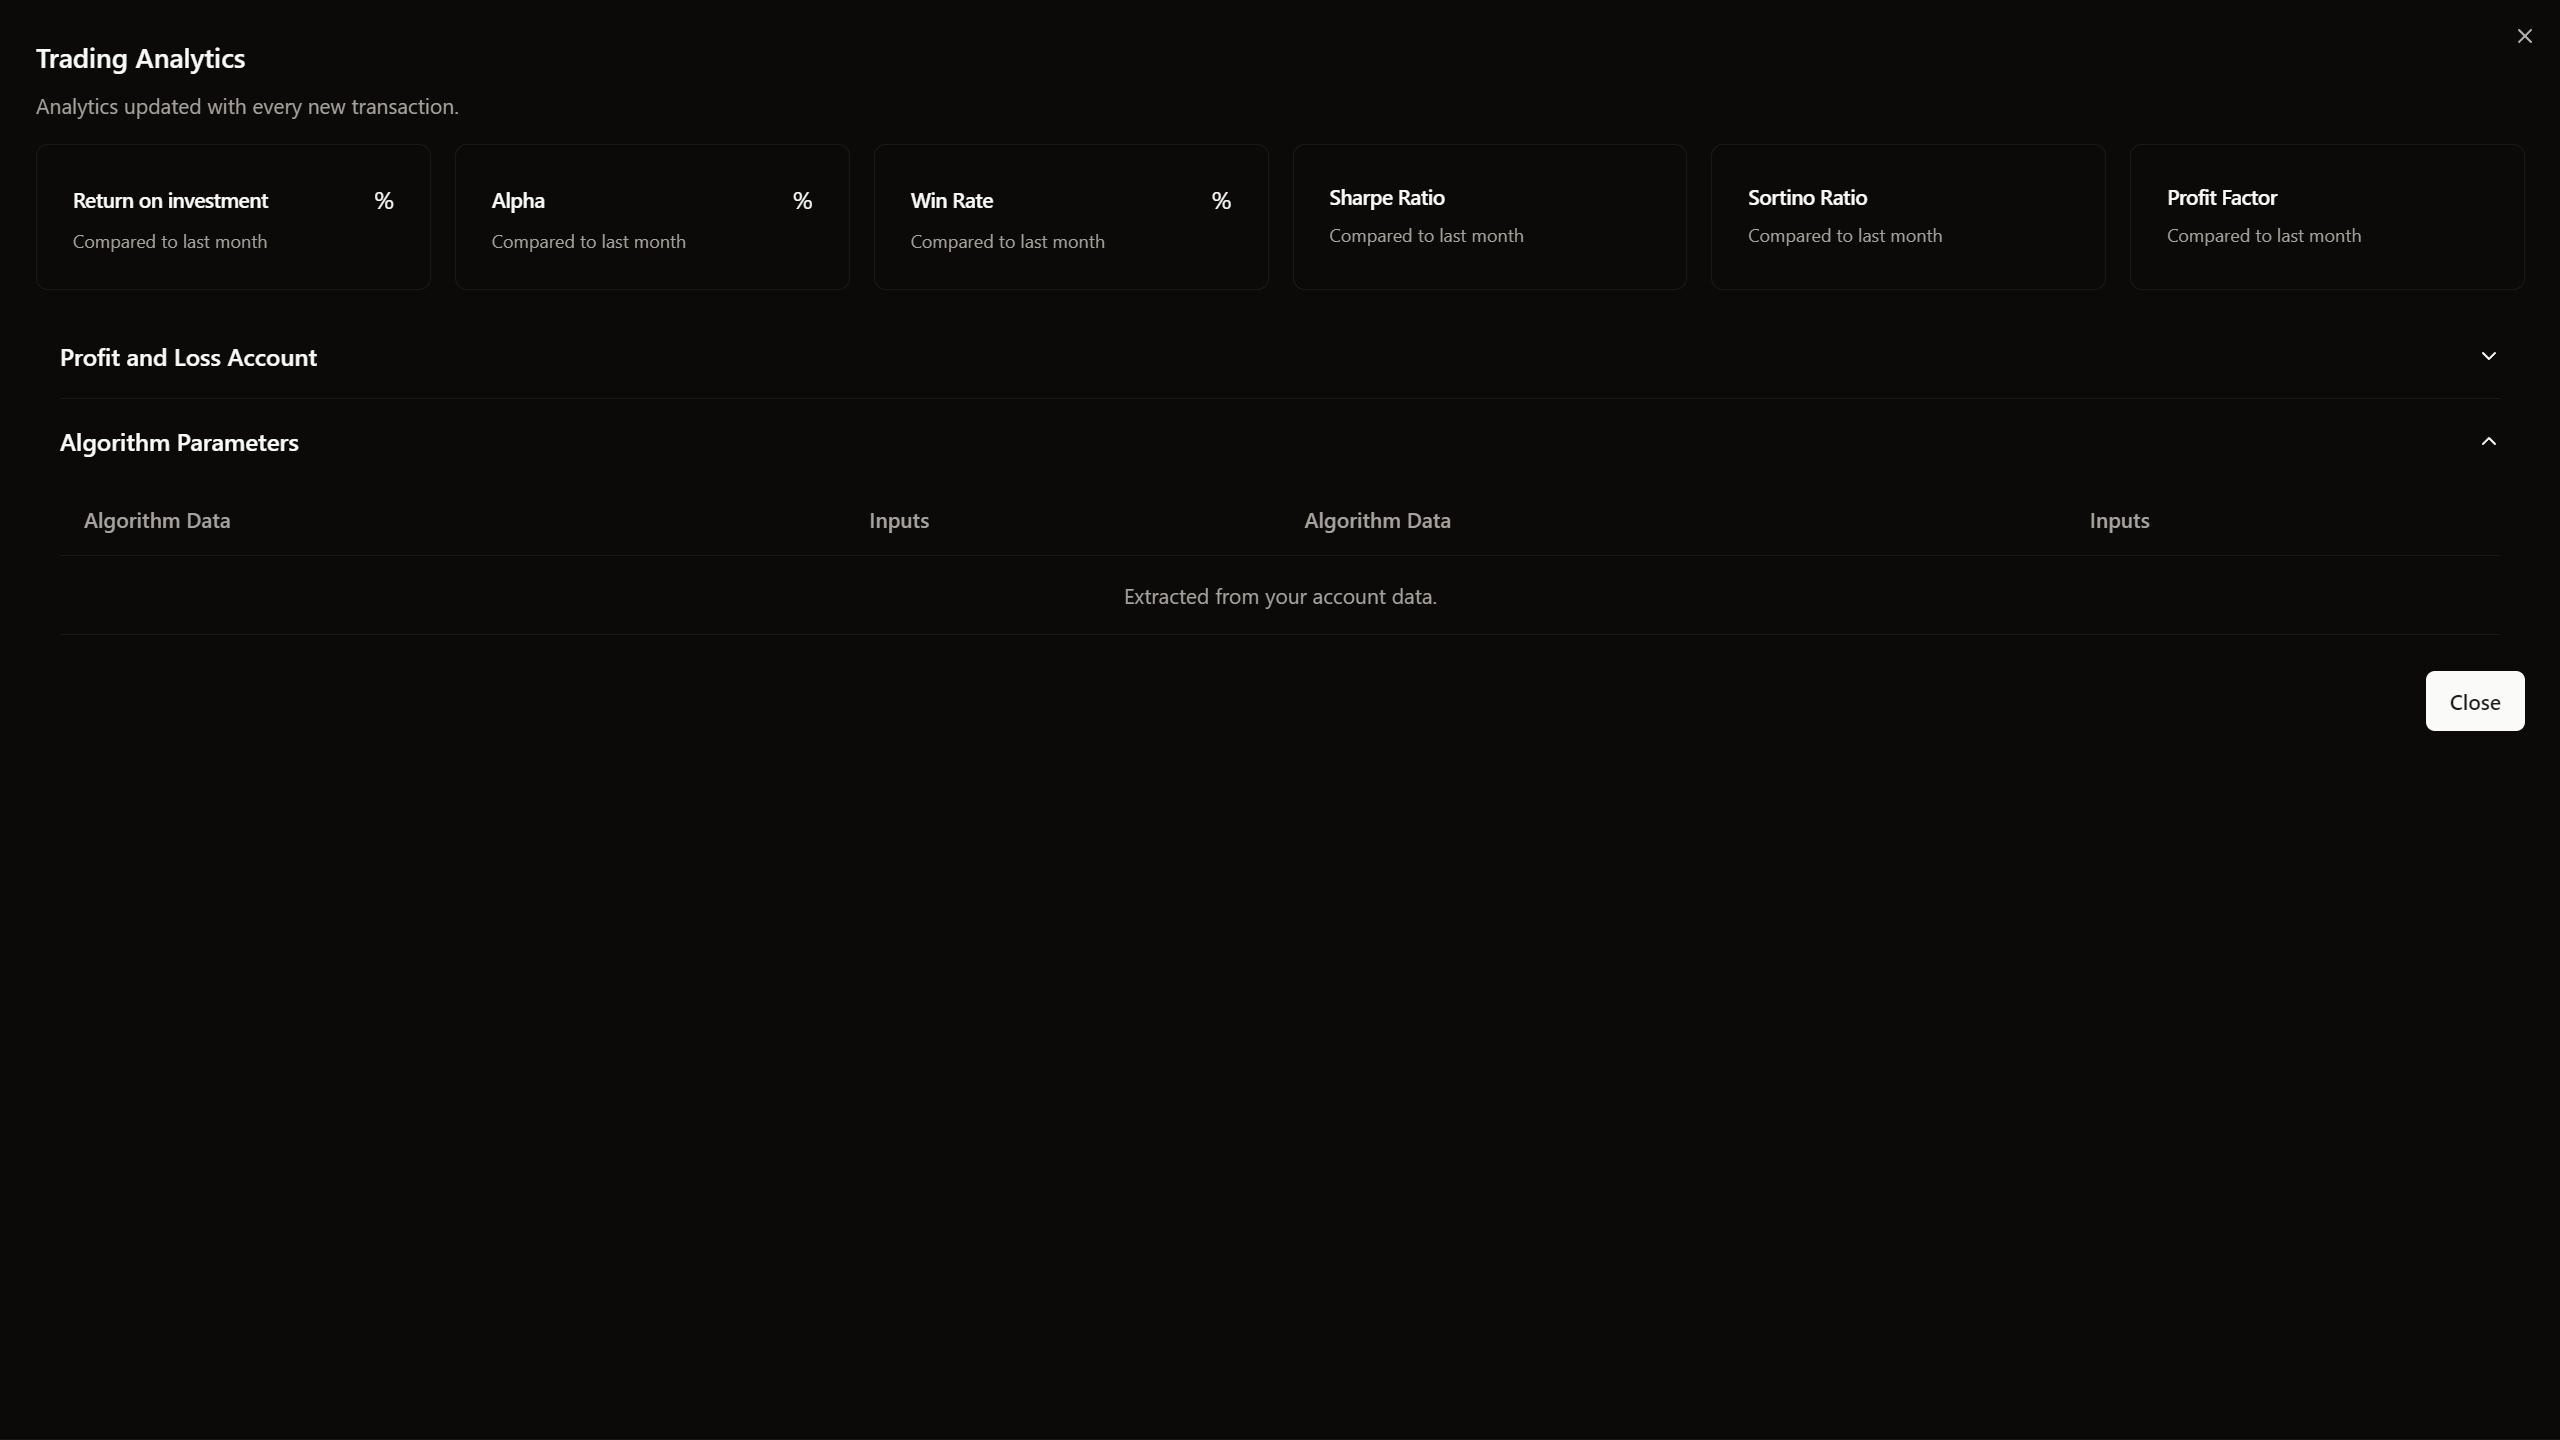 Trading Analytics
Analytics updated with every new transaction.
Return on investment %
Compared to last month
Alpha %
Compared to last month
Win Rate %
Compared to last month
Sharpe Ratio
Compared to last month
Sortino Ratio
Compared to last month
Profit Factor
Compared to last month
Profit and Loss Account
Algorithm Parameters
Algorithm Data Inputs Algorithm Data Inputs
Extracted from your account data.
Close